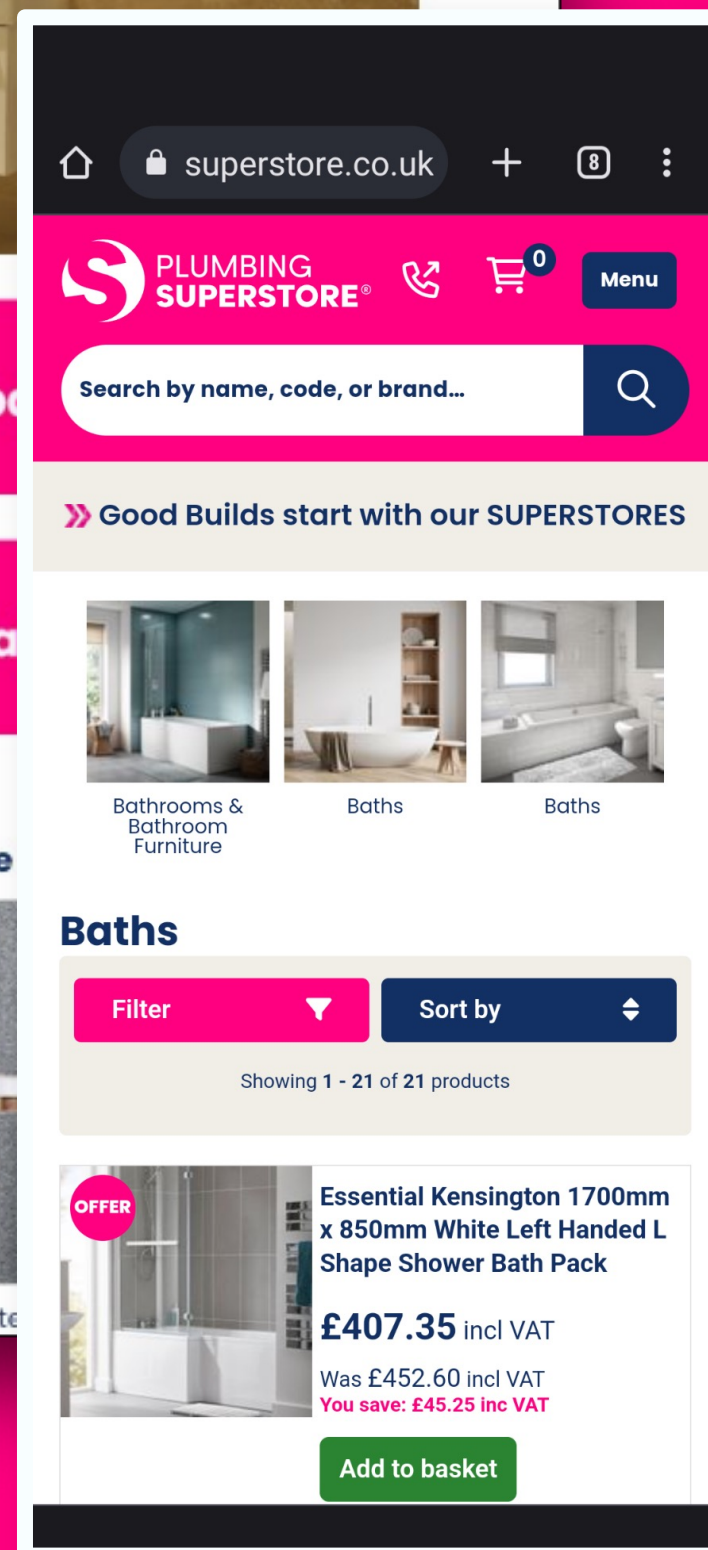 superstore.co.uk
8
PLUMBING
SUPERSTORE®
0
Menu
Search by name, code, or brand...
Good Builds start with our SUPERSTORES
Bathrooms &
Bathroom
Furniture
Baths
Baths
Baths
Filter
Sort by
Showing 1 - 21 of 21 products
OFFER
Essential Kensington 1700mm
x 850mm White Left Handed L
Shape Shower Bath Pack
£407.35 incl VAT
Was £452.60 incl VAT
You save: £45.25 inc VAT
Add to basket